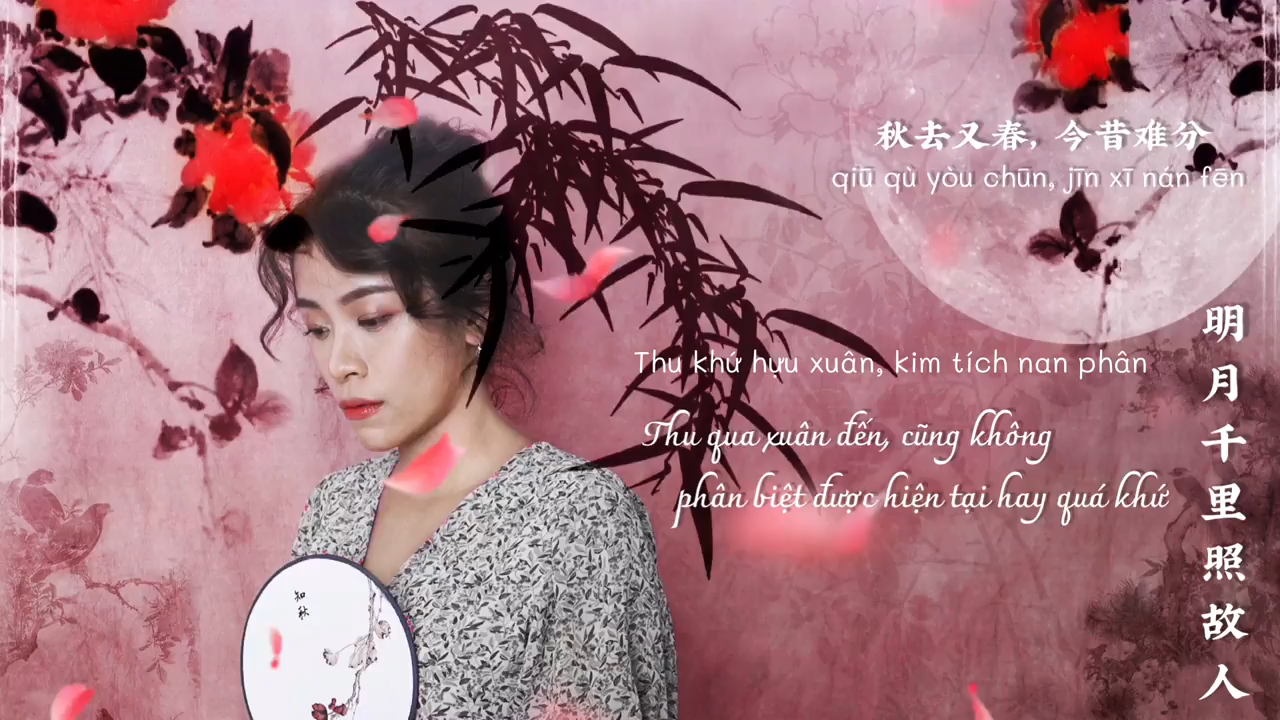 秋去又春, 今昔难分
qiū qù yòu chūn, jīn xī nán fēn
Thu khứ hựu xuân, kim tích nan phân
Thu qua xuân đến, cũng không
phân biệt được hiện tại hay quá khứ
明月千里照故人
知秋